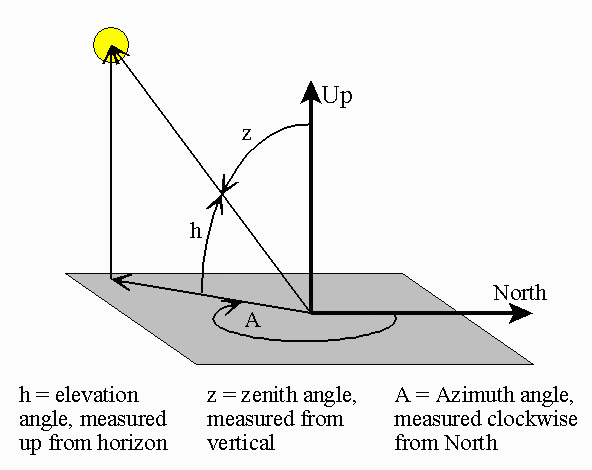 Up
z
h
North
A
h = elevation
angle, measured
up from horizon
z = zenith angle,
measured from
vertical
A = Azimuth angle,
measured clockwise
from North